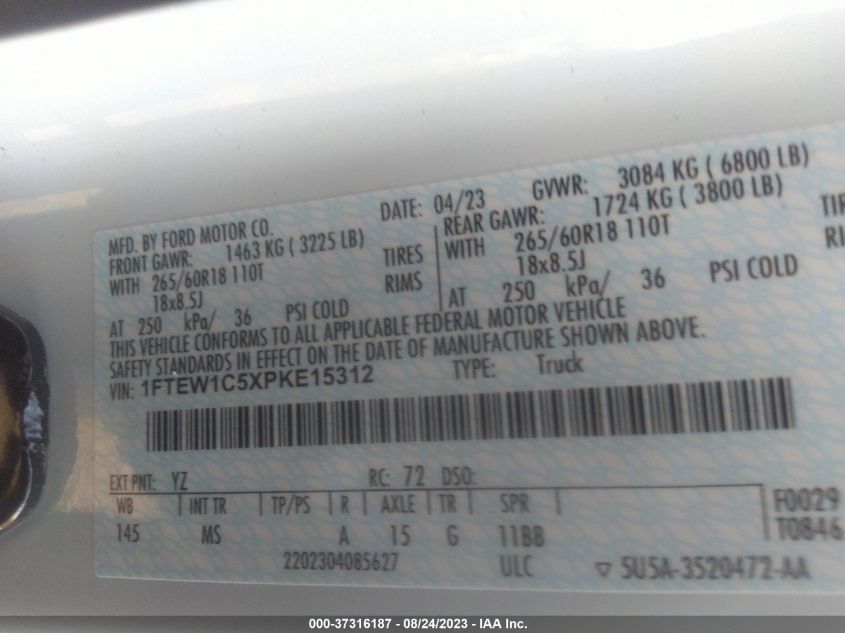 MFD. BY FORD MOTOR CO.
DATE: 04/23
GVWR: 3084 KG ( 6800 LB)
FRONT GAWR: 1463 KG ( 3225 LB)
REAR GAWR: 1724 KG ( 3800 LB)
WITH 265/60R18 110T TIRES
WITH 265/60R18 110T
18x8.5J RIMS
18x8.5J
AT 250 kPa/ 36 PSI COLD
AT 250 kPa/ 36 PSI COLD
THIS VEHICLE CONFORMS TO ALL APPLICABLE FEDERAL MOTOR VEHICLE
SAFETY STANDARDS IN EFFECT ON THE DATE OF MANUFACTURE SHOWN ABOVE.
VIN: 1FTEW1C5XPKE15312
TYPE: Truck
EXT PNT: YZ RC: 72 DSO:
WB INT TR TP/PS R AXLE TR SPR
145 MS A 15 G 11BB
F0029
T0846
2202304085627 ULC ▽ 5U5A-3520472-AA
000-37316187 - 08/24/2023 - IAA Inc.